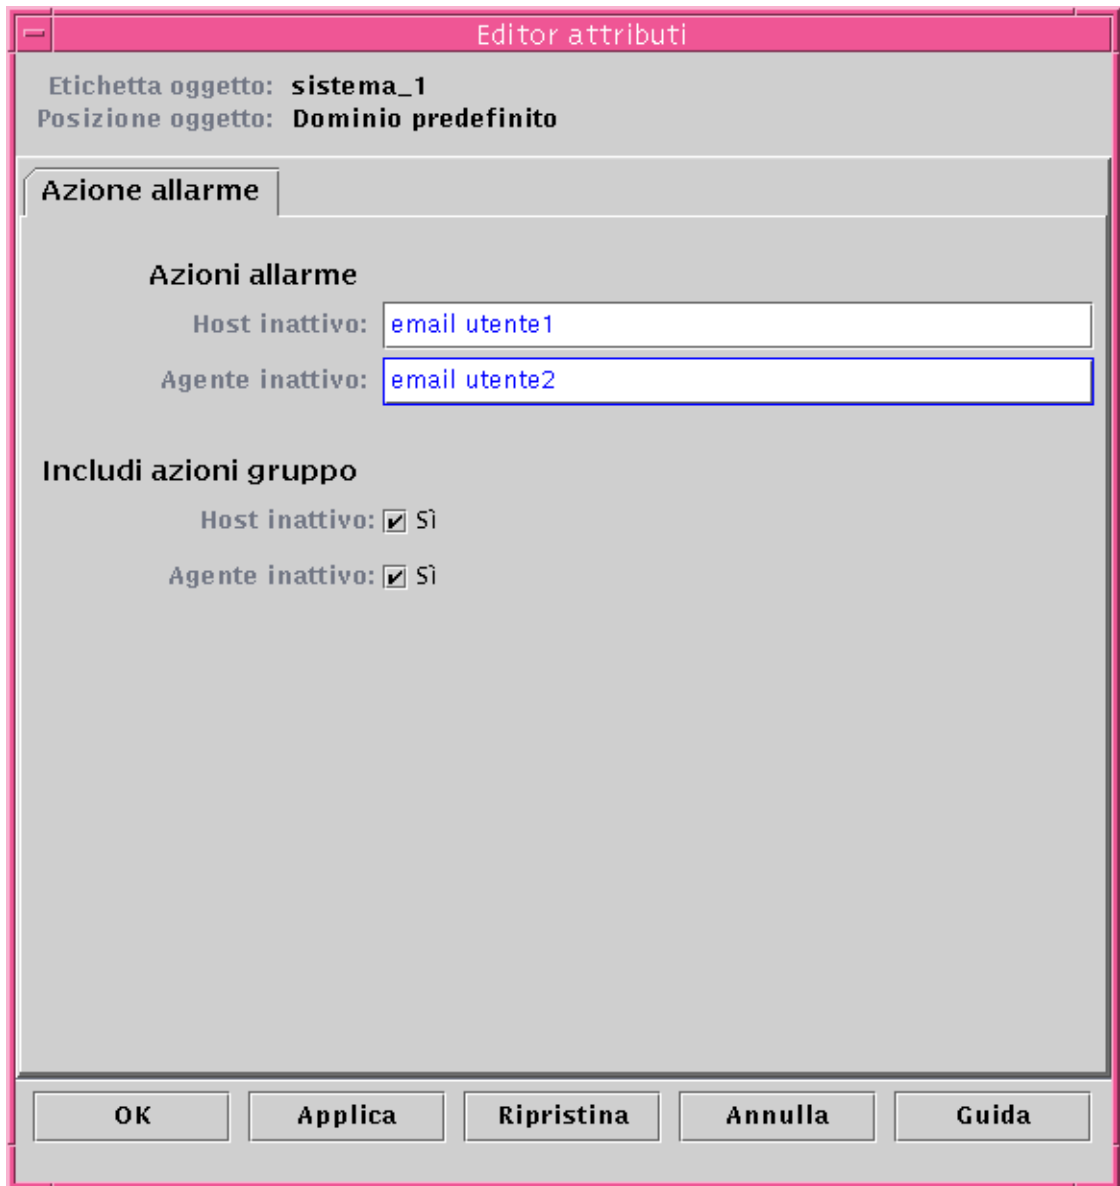 Editor attributi
Etichetta oggetto: sistema_1
Posizione oggetto: Dominio predefinito
Azione allarme
Azioni allarme
Host inattivo: email utente1
Agente inattivo: email utente2
Includi azioni gruppo
Host inattivo: Sì
Agente inattivo: Sì
OK Applica Ripristina Annulla Guida